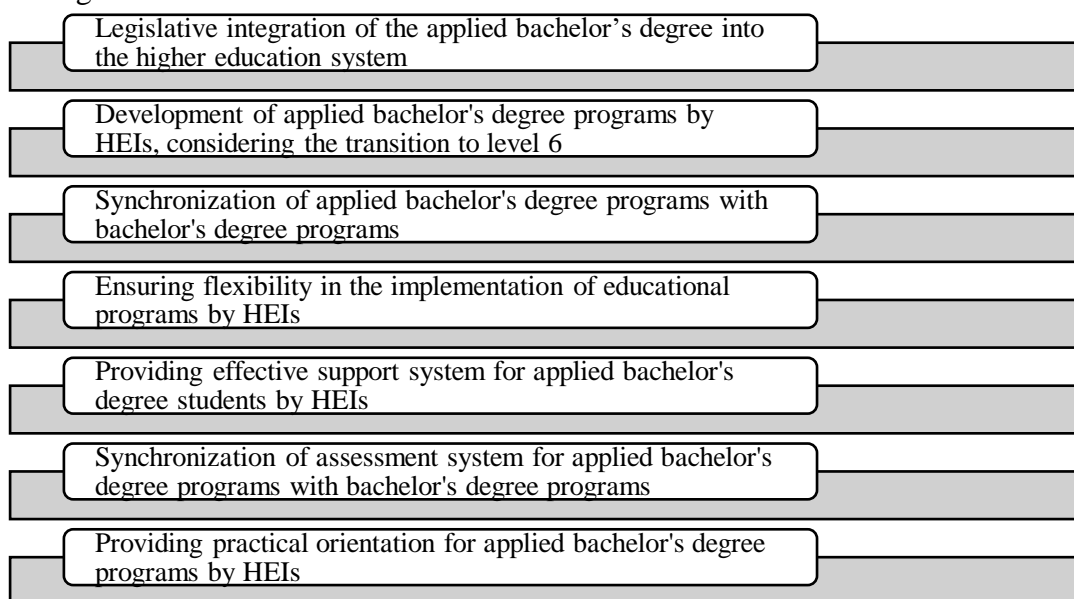 Legislative integration of the applied bachelor’s degree into
the higher education system
Development of applied bachelor's degree programs by
HEIs, considering the transition to level 6
Synchronization of applied bachelor's degree programs with
bachelor's degree programs
Ensuring flexibility in the implementation of educational
programs by HEIs
Providing effective support system for applied bachelor's
degree students by HEIs
Synchronization of assessment system for applied bachelor's
degree programs with bachelor's degree programs
Providing practical orientation for applied bachelor's degree
programs by HEIs